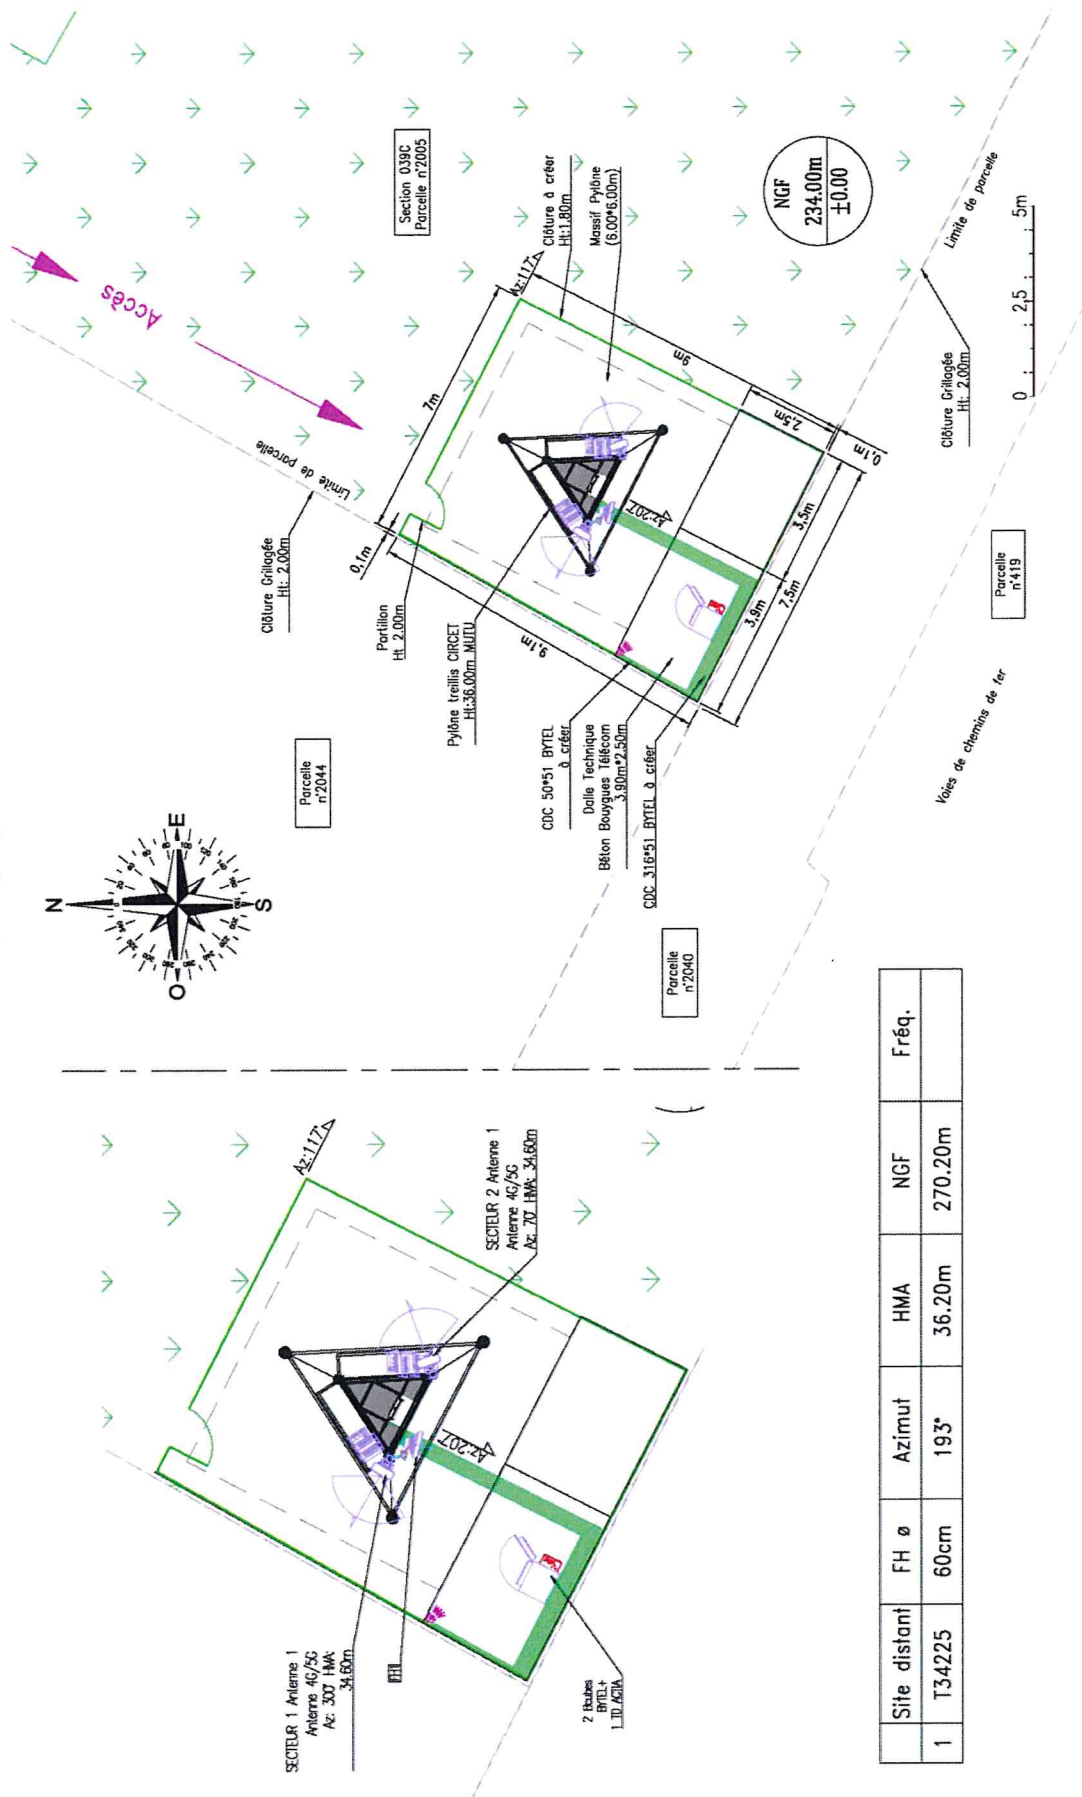 N
E
S
O
Accès
Section 039C
Parcelle n°2005
Parcelle
n°2044
Parcelle
n°2040
Parcelle
n°419
Limite de parcelle
Clôture Grillagée
Ht: 2.00m
Portillon
Ht 2.00m
Pylône treillis CIRCET
Ht:36.00m MUTU
CDC 50*51 BYTEL
à créer
Dalle Technique
Béton Bouygues Télécom
3.90m*2.50m
CDC 316*51 BYTEL à créer
Az:117°
Clôture à créer
Ht:1.80m
Massif Pylône
(6.00*6.00m)
NGF
234.00m
±0.00
7m
0,1m
9,1m
9m
2,5m
0,1m
3,5m
3,9m
7,5m
Az:207°
Limite de parcelle
Clôture Grillagée
Ht: 2.00m
0 2,5 5m
Voies de chemins de fer
Az:117°
SECTEUR 2 Antenne 1
Antenne 4G/5G
Az: 70° HMA: 34.60m
SECTEUR 1 Antenne 1
Antenne 4G/5G
Az: 300° HMA:
34.60m
FH1
Az:207°
2 Baies
BYTEL+
1 TD ACTIA
Site distant FH ø Azimut HMA NGF Fréq.
1 T34225 60cm 193° 36.20m 270.20m